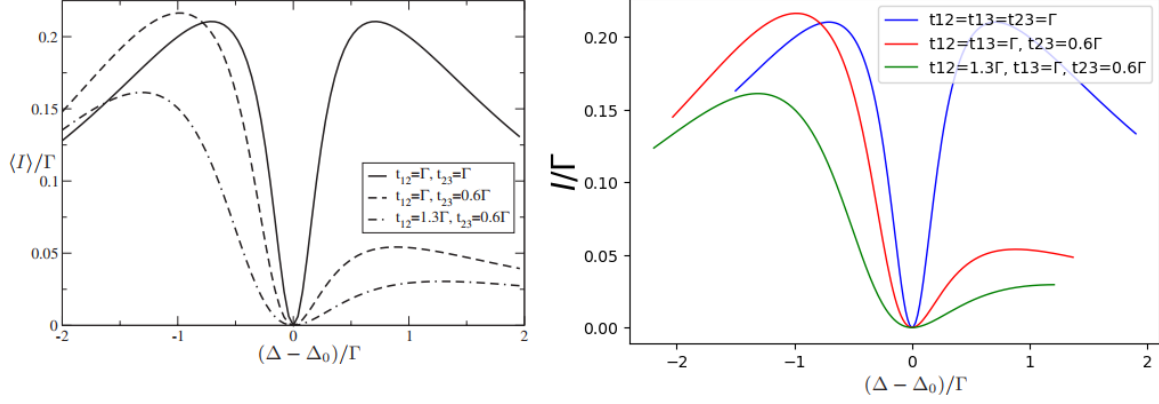 0.2
0.15
⟨I⟩/Γ
0.1
0.05
0
-2
-1
0
1
2
(Δ − Δ₀)/Γ
t₁₂=Γ, t₂₃=Γ
t₁₂=Γ, t₂₃=0.6Γ
t₁₂=1.3Γ, t₂₃=0.6Γ
0.20
0.15
0.10
0.05
0.00
I/Γ
−2
−1
0
1
2
(Δ − Δ₀)/Γ
t12=t13=t23=Γ
t12=t13=Γ, t23=0.6Γ
t12=1.3Γ, t13=Γ, t23=0.6Γ